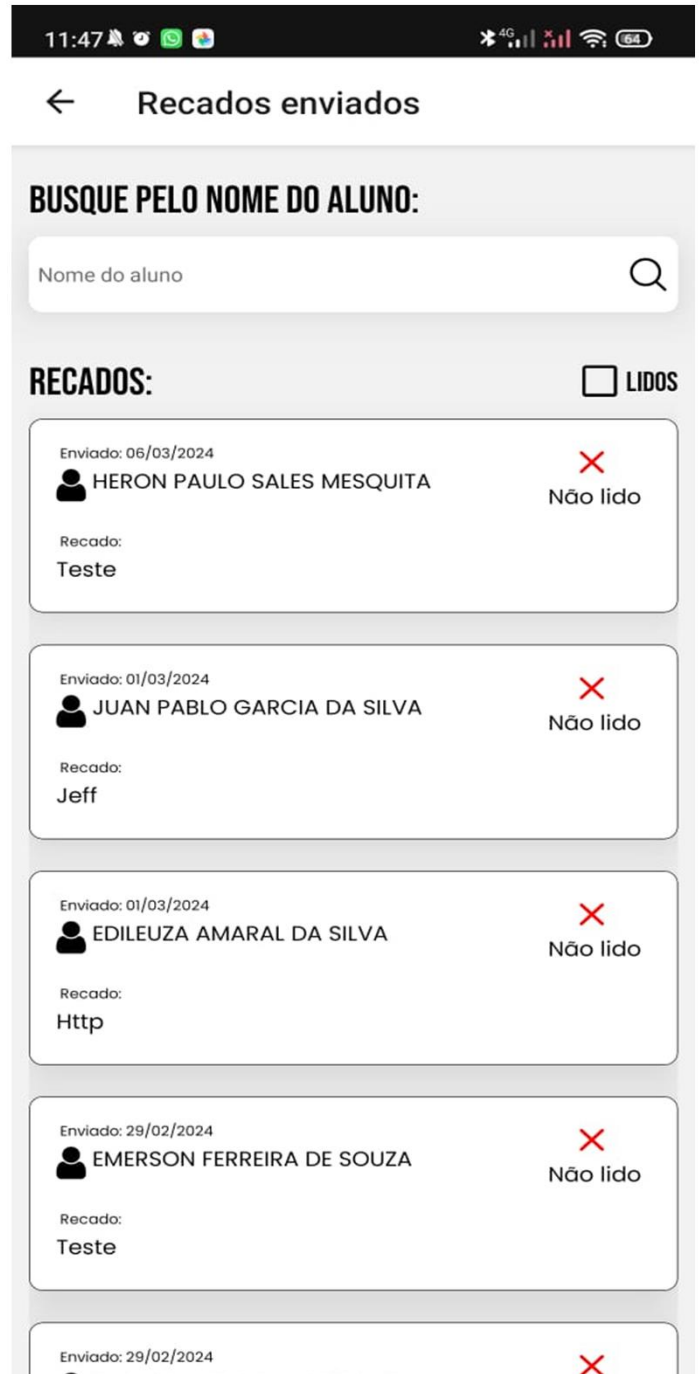 11:47 4G 64
Recados enviados
BUSQUE PELO NOME DO ALUNO:
Nome do aluno
RECADOS: LIDOS
Enviado: 06/03/2024
HERON PAULO SALES MESQUITA
Não lido
Recado:
Teste
Enviado: 01/03/2024
JUAN PABLO GARCIA DA SILVA
Não lido
Recado:
Jeff
Enviado: 01/03/2024
EDILEUZA AMARAL DA SILVA
Não lido
Recado:
Http
Enviado: 29/02/2024
EMERSON FERREIRA DE SOUZA
Não lido
Recado:
Teste
Enviado: 29/02/2024